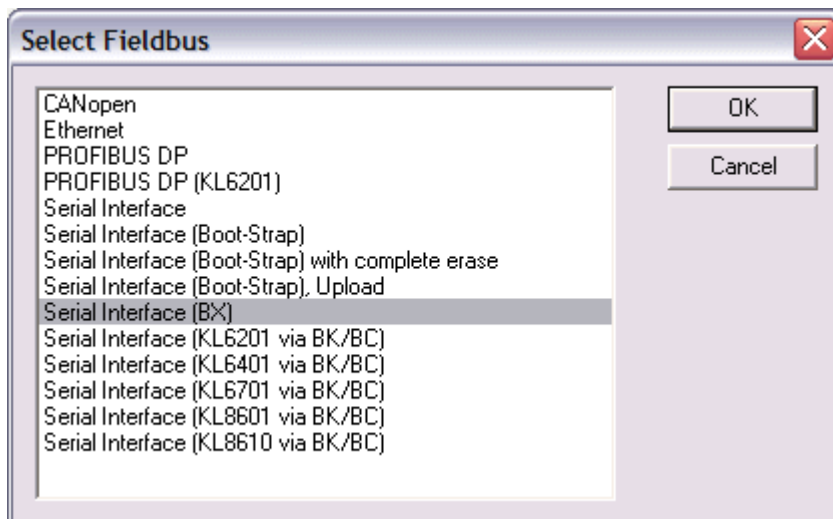 Select Fieldbus
CANopen
Ethernet
PROFIBUS DP
PROFIBUS DP (KL6201)
Serial Interface
Serial Interface (Boot-Strap)
Serial Interface (Boot-Strap) with complete erase
Serial Interface (Boot-Strap), Upload
Serial Interface (BX)
Serial Interface (KL6201 via BK/BC)
Serial Interface (KL6401 via BK/BC)
Serial Interface (KL6701 via BK/BC)
Serial Interface (KL8601 via BK/BC)
Serial Interface (KL8610 via BK/BC)
OK
Cancel